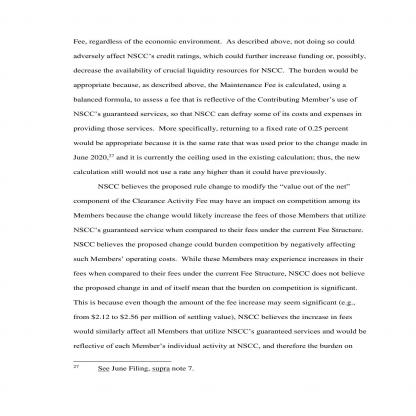 Fee, regardless of the economic environment.  As described above, not doing so could
adversely affect NSCC's credit ratings, which could further increase funding or, possibly,
decrease the availability of crucial liquidity resources for NSCC.  The burden would be
appropriate because, as described above, the Maintenance Fee is calculated, using a
balanced formula, to assess a fee that is reflective of the Contributing Member's use of
NSCC's guaranteed services, so that NSCC can defray some of its costs and expenses in
providing those services.  More specifically, returning to a fixed rate of 0.25 percent
would be appropriate because it is the same rate that was used prior to the change made in
June 2020,27 and it is currently the ceiling used in the existing calculation; thus, the new
calculation still would not use a rate any higher than it could have previously.
NSCC believes the proposed rule change to modify the "value out of the net"
component of the Clearance Activity Fee may have an impact on competition among its
Members because the change would likely increase the fees of those Members that utilize
NSCC's guaranteed service when compared to their fees under the current Fee Structure.
NSCC believes the proposed change could burden competition by negatively affecting
such Members' operating costs.  While these Members may experience increases in their
fees when compared to their fees under the current Fee Structure, NSCC does not believe
the proposed change in and of itself mean that the burden on competition is significant.
This is because even though the amount of the fee increase may seem significant (e.g.,
from $2.12 to $2.56 per million of settling value), NSCC believes the increase in fees
would similarly affect all Members that utilize NSCC's guaranteed services and would be
reflective of each Member's individual activity at NSCC, and therefore the burden on
27 See June Filing, supra note 7.